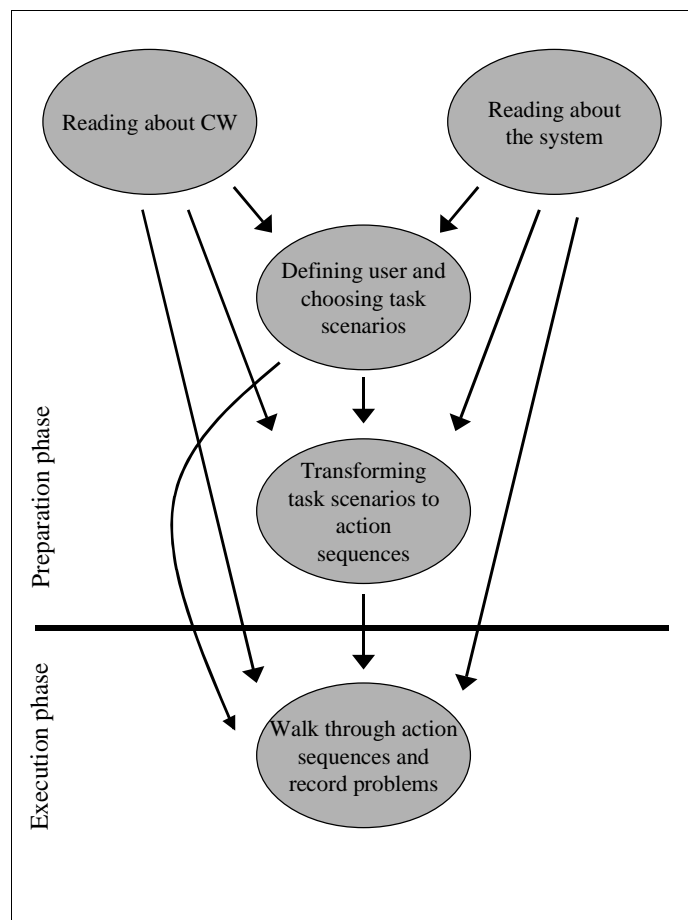 Reading about CW
Reading about
the system
Defining user and
choosing task
scenarios
Transforming
task scenarios to
action
sequences
Preparation phase
Walk through action
sequences and
record problems
Execution phase